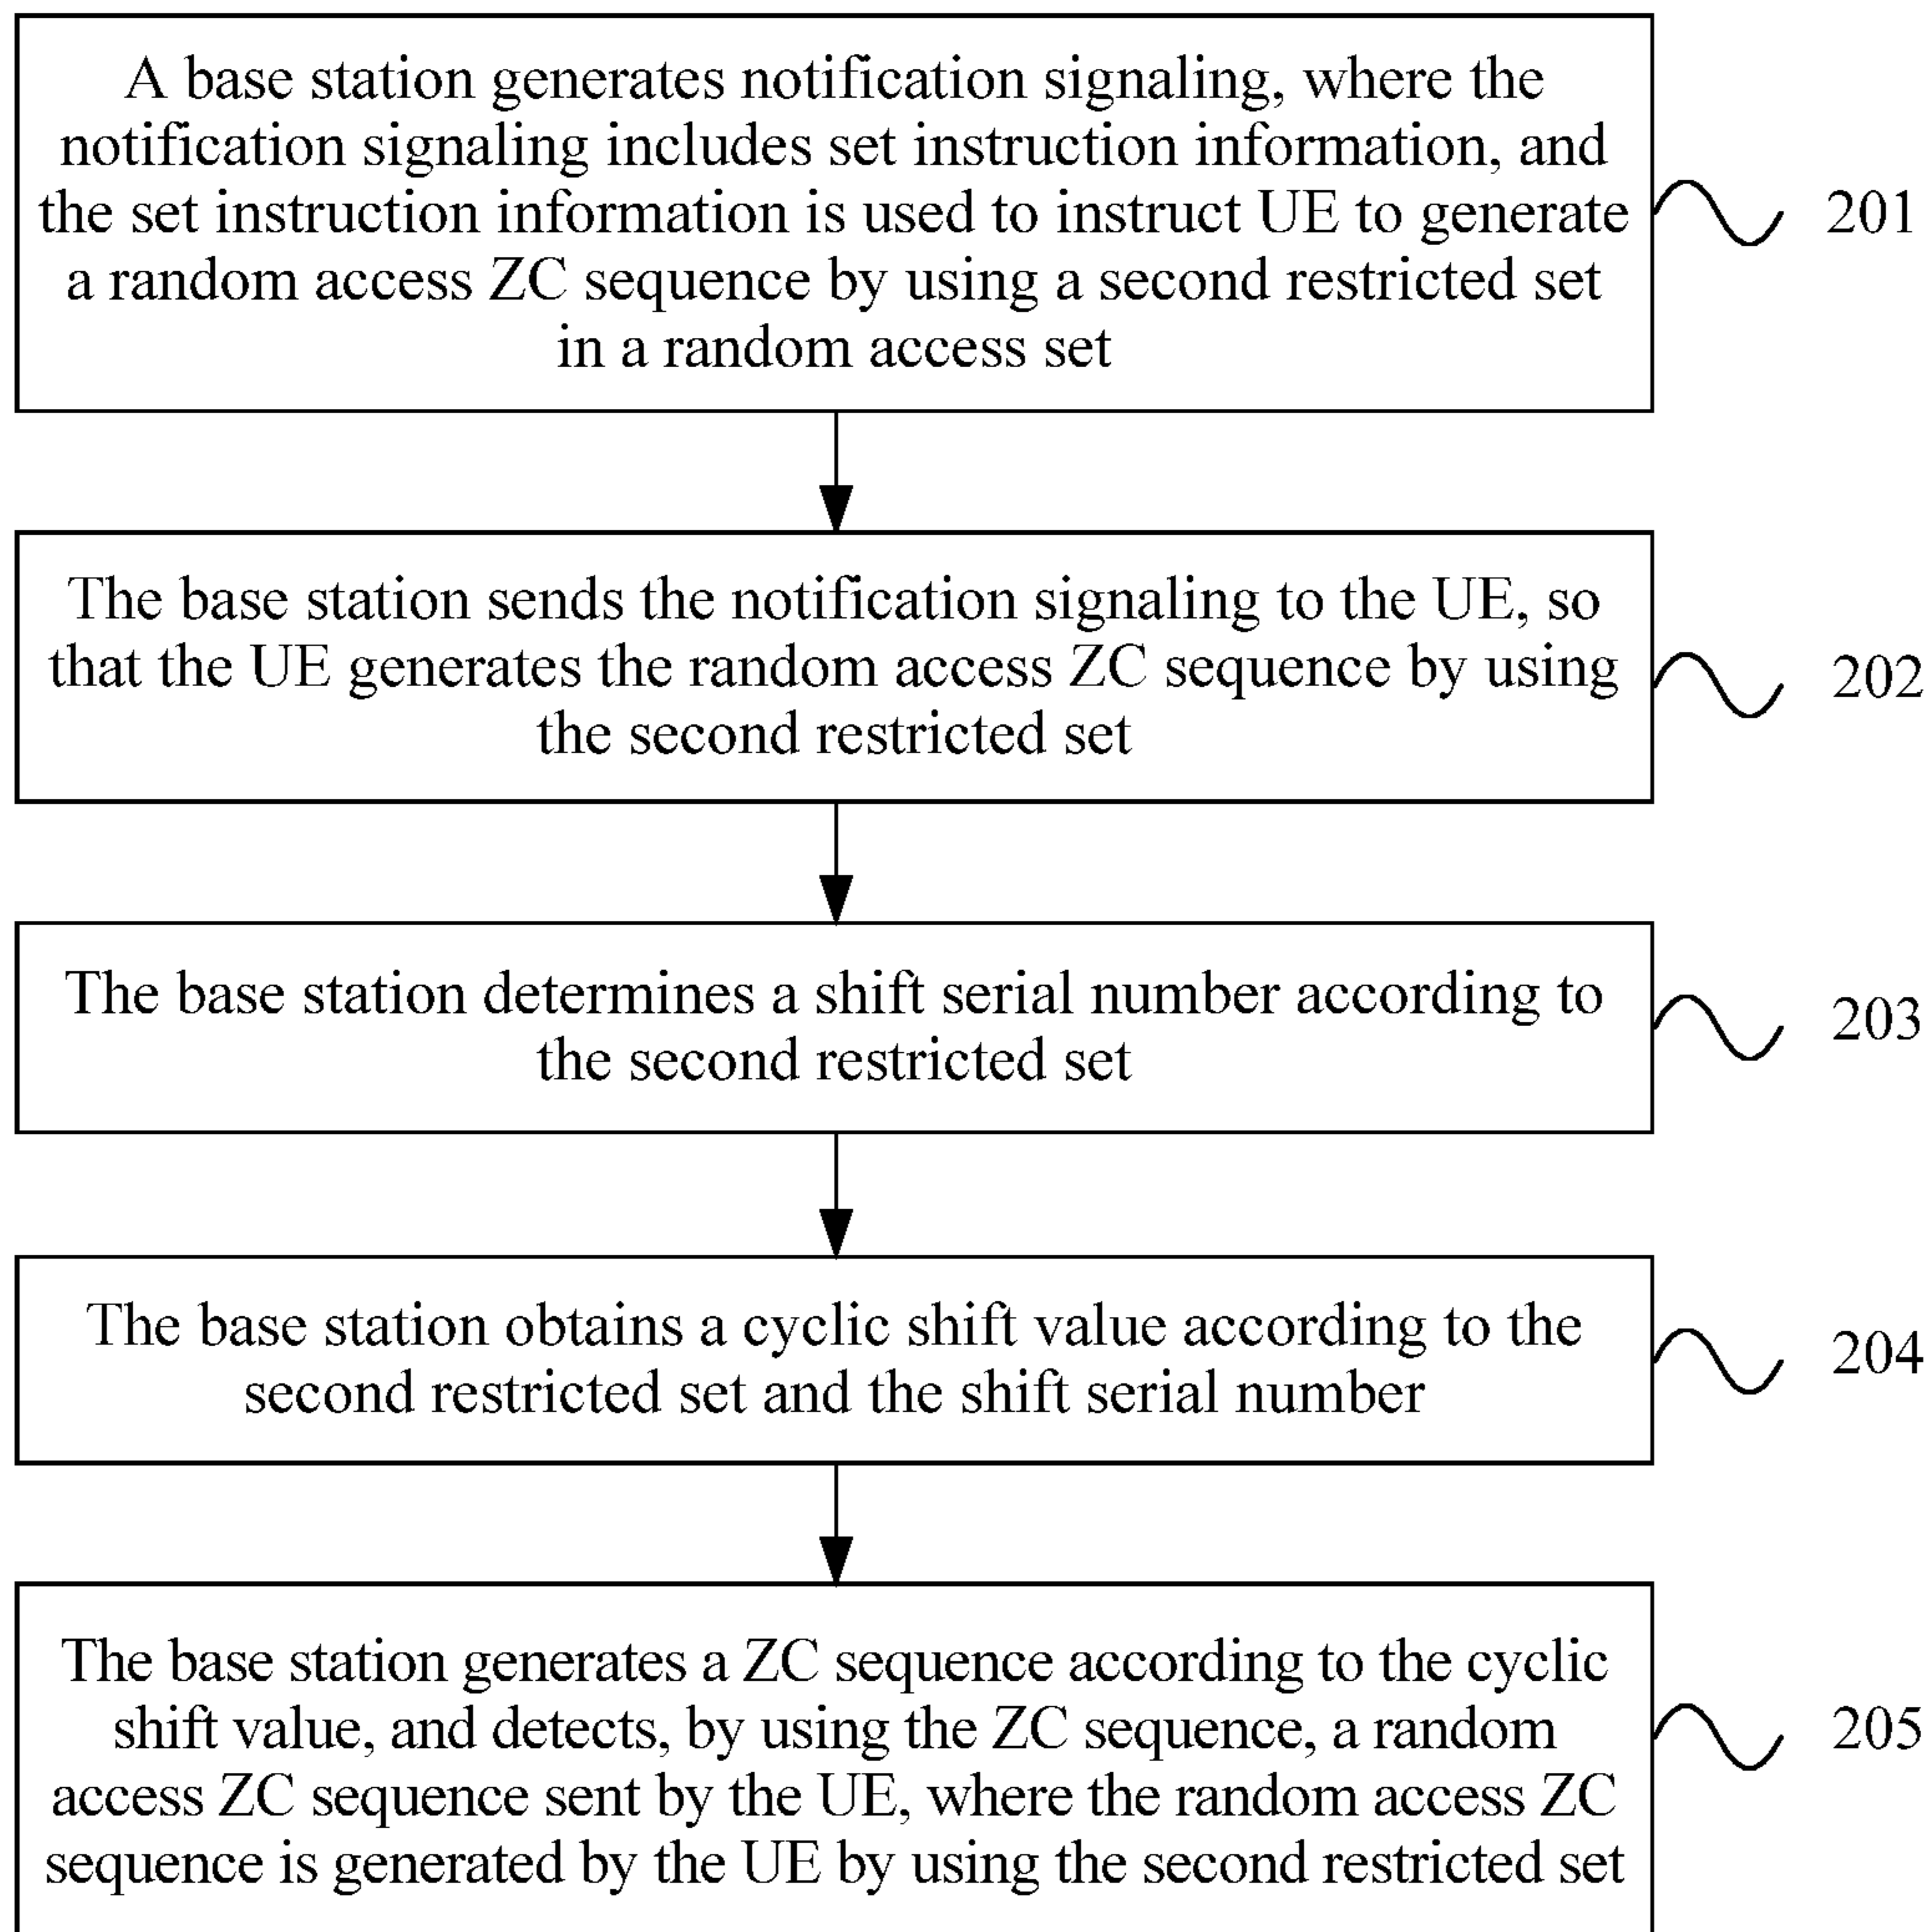 A base station generates notification signaling, where the
notification signaling includes set instruction information, and
the set instruction information is used to instruct UE to generate
a random access ZC sequence by using a second restricted set
in a random access set
201
The base station sends the notification signaling to the UE, so
that the UE generates the random access ZC sequence by using
the second restricted set
202
The base station determines a shift serial number according to
the second restricted set
203
The base station obtains a cyclic shift value according to the
second restricted set and the shift serial number
204
The base station generates a ZC sequence according to the cyclic
shift value, and detects, by using the ZC sequence, a random
access ZC sequence sent by the UE, where the random access ZC
sequence is generated by the UE by using the second restricted set
205